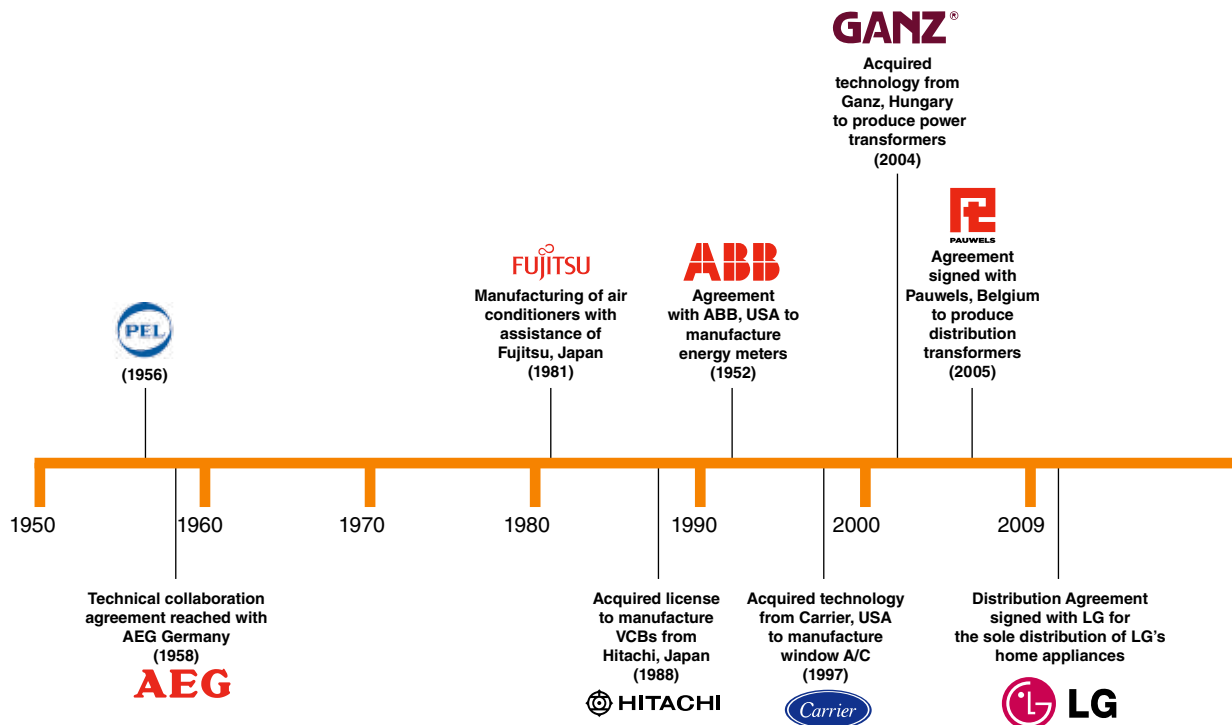 GANZ®
Acquired
technology from
Ganz, Hungary
to produce power
transformers
(2004)
PAUWELS
Agreement
signed with
Pauwels, Belgium
to produce
distribution
transformers
(2005)
FUJITSU
Manufacturing of air
conditioners with
assistance of
Fujitsu, Japan
(1981)
ABB
Agreement
with ABB, USA to
manufacture
energy meters
(1952)
PEL
(1956)
1950
1960
1970
1980
1990
2000
2009
Technical collaboration
agreement reached with
AEG Germany
(1958)
AEG
Acquired license
to manufacture
VCBs from
Hitachi, Japan
(1988)
HITACHI
Acquired technology
from Carrier, USA
to manufacture
window A/C
(1997)
Carrier
Distribution Agreement
signed with LG for
the sole distribution of LG's
home appliances
LG